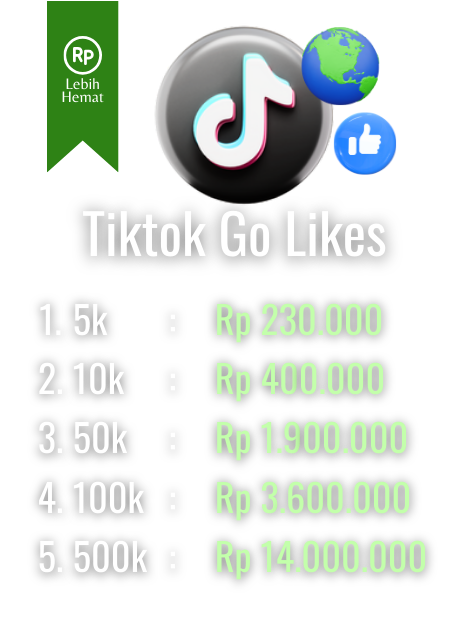 Rp
Lebih
Hemat
Tiktok Go Likes
1. 5k : Rp 230.000
2. 10k : Rp 400.000
3. 50k : Rp 1.900.000
4. 100k : Rp 3.600.000
5. 500k : Rp 14.000.000